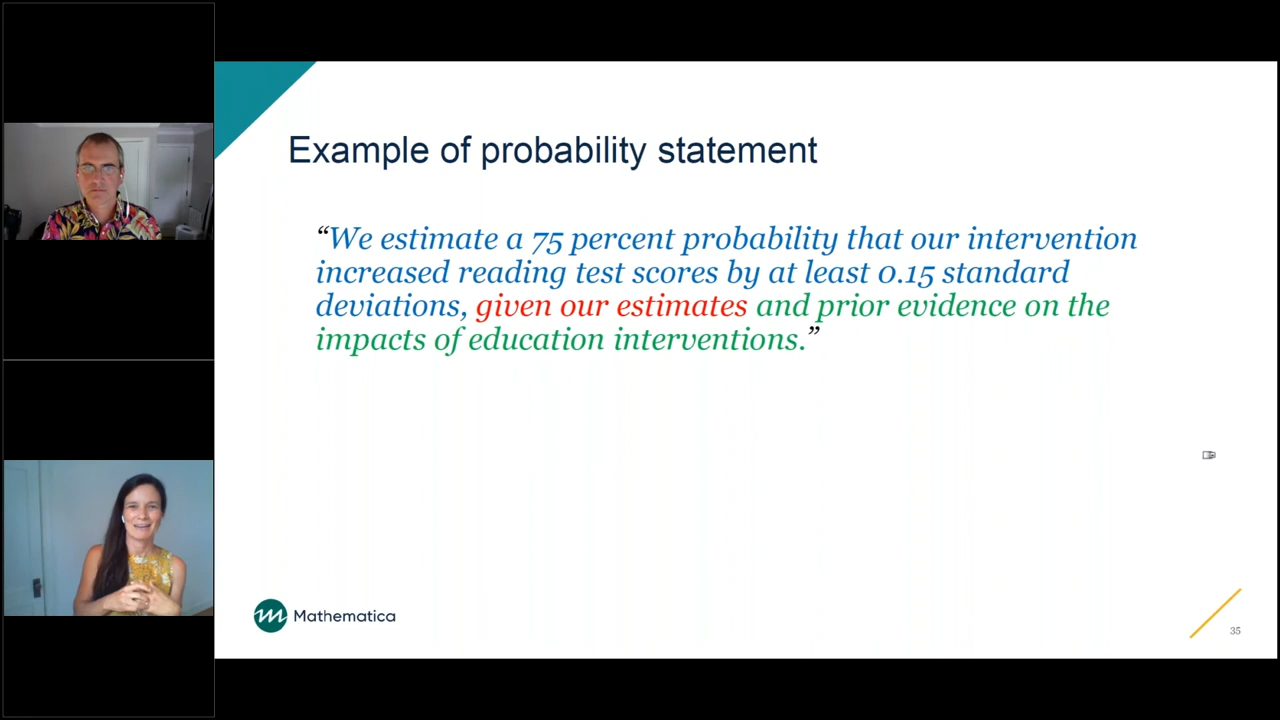 Example of probability statement
“We estimate a 75 percent probability that our intervention
increased reading test scores by at least 0.15 standard
deviations, given our estimates and prior evidence on the
impacts of education interventions.”
m Mathematica
35